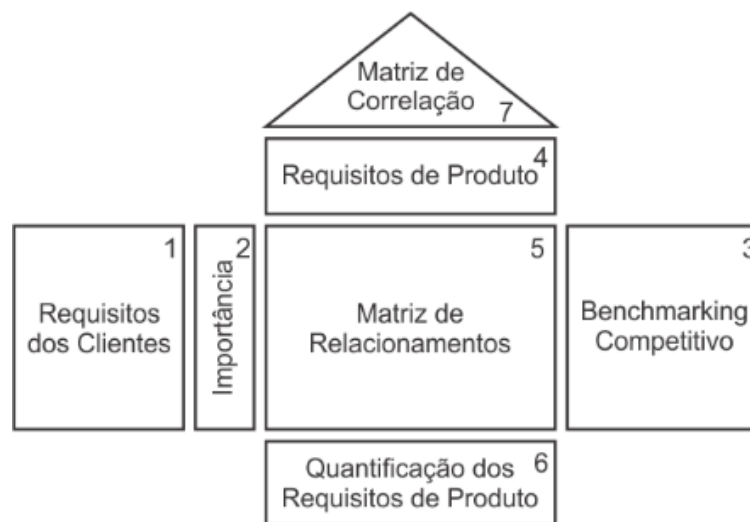 Matriz de
Correlação
7
4
Requisitos de Produto
1
Requisitos
dos Clientes
2
Importância
5
Matriz de
Relacionamentos
3
Benchmarking
Competitivo
6
Quantificação dos
Requisitos de Produto